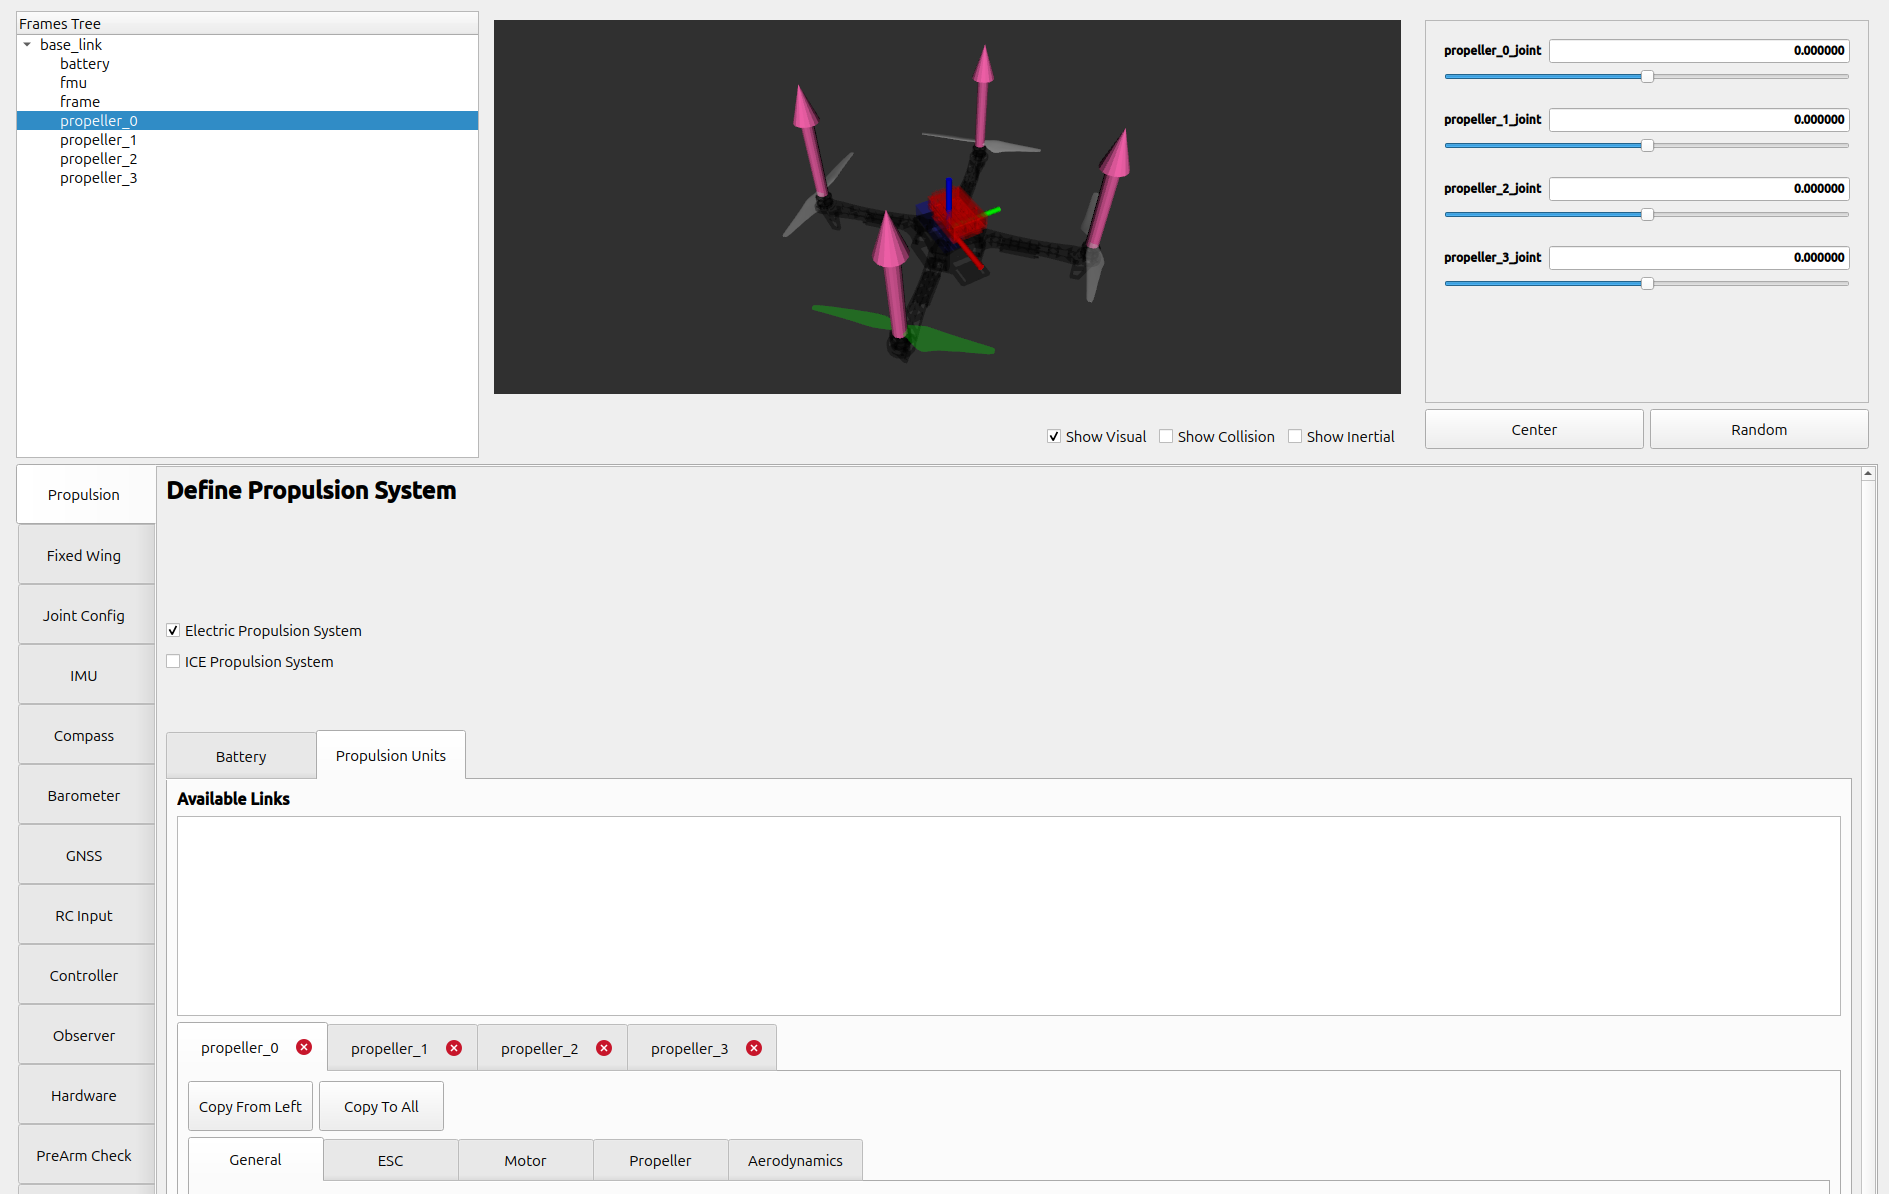 Frames Tree
base_link
battery
fmu
frame
propeller_0
propeller_1
propeller_2
propeller_3
propeller_0_joint 0.000000
propeller_1_joint 0.000000
propeller_2_joint 0.000000
propeller_3_joint 0.000000
Show Visual Show Collision Show Inertial
Center Random
Propulsion
Fixed Wing
Joint Config
IMU
Compass
Barometer
GNSS
RC Input
Controller
Observer
Hardware
PreArm Check
Define Propulsion System
Electric Propulsion System
ICE Propulsion System
Battery Propulsion Units
Available Links
propeller_0 propeller_1 propeller_2 propeller_3
Copy From Left Copy To All
General ESC Motor Propeller Aerodynamics